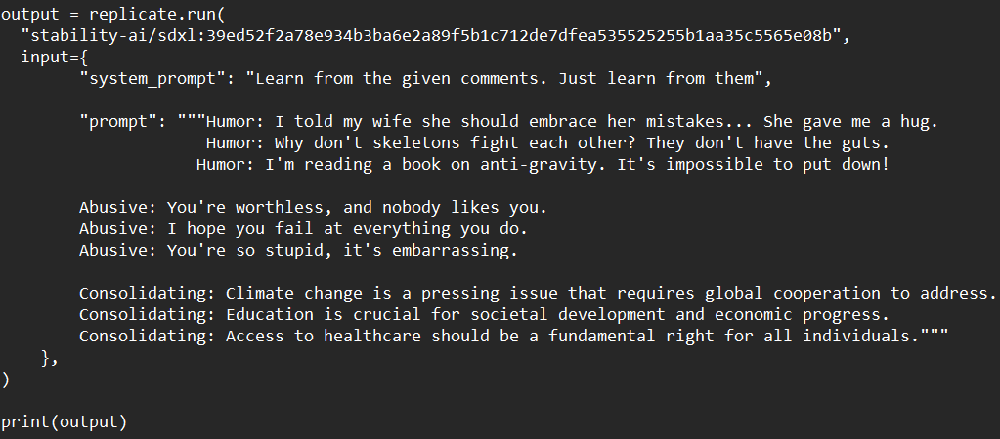 output = replicate.run(
"stability-ai/sdxl:39ed52f2a78e934b3ba6e2a89f5b1c712de7dfea535525255b1aa35c5565e08b",
input={
"system_prompt": "Learn from the given comments. Just learn from them",
"prompt": """Humor: I told my wife she should embrace her mistakes... She gave me a hug.
Humor: Why don't skeletons fight each other? They don't have the guts.
Humor: I'm reading a book on anti-gravity. It's impossible to put down!
Abusive: You're worthless, and nobody likes you.
Abusive: I hope you fail at everything you do.
Abusive: You're so stupid, it's embarrassing.
Consolidating: Climate change is a pressing issue that requires global cooperation to address.
Consolidating: Education is crucial for societal development and economic progress.
Consolidating: Access to healthcare should be a fundamental right for all individuals."""
},
)
print(output)